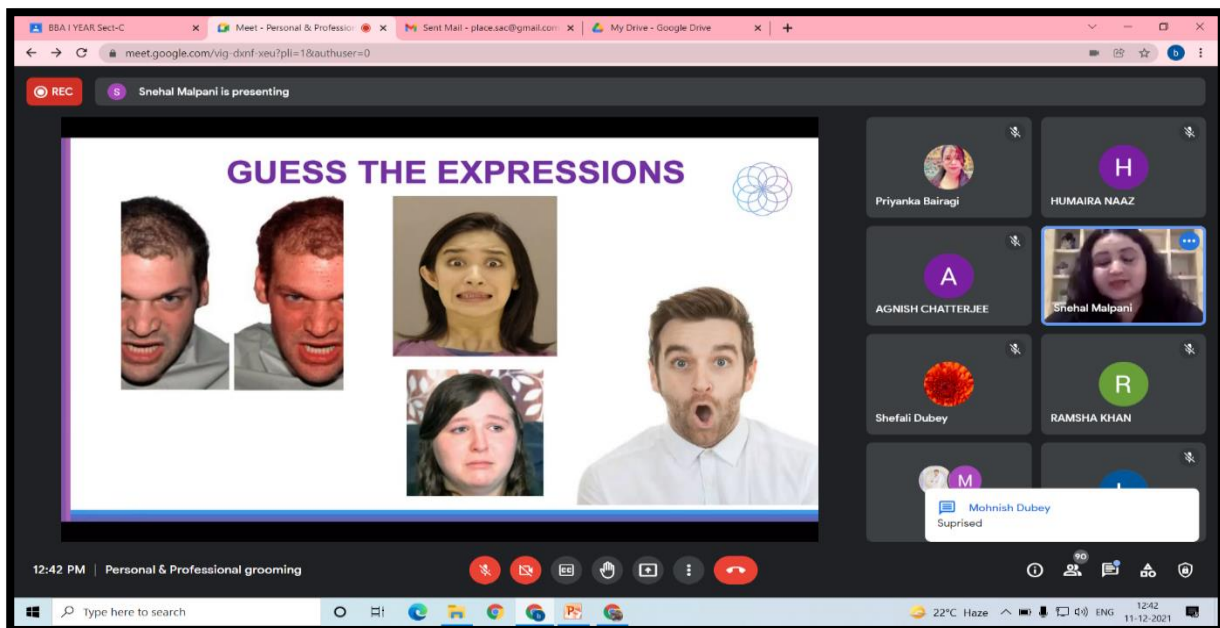 BBA I YEAR Sect-C
Meet - Personal & Profession
Sent Mail - place.sac@gmail.com
My Drive - Google Drive
meet.google.com/vig-dxnf-xeu?pli=1&authuser=0
b
REC
S
Snehal Malpani is presenting
GUESS THE EXPRESSIONS
Priyanka Bairagi
H
HUMAIRA NAAZ
A
AGNISH CHATTERJEE
Snehal Malpani
Shefali Dubey
R
RAMSHA KHAN
M
Mohnish Dubey
Suprised
12:42 PM | Personal & Professional grooming
CC
90
Type here to search
22°C Haze
ENG
12:42
11-12-2021